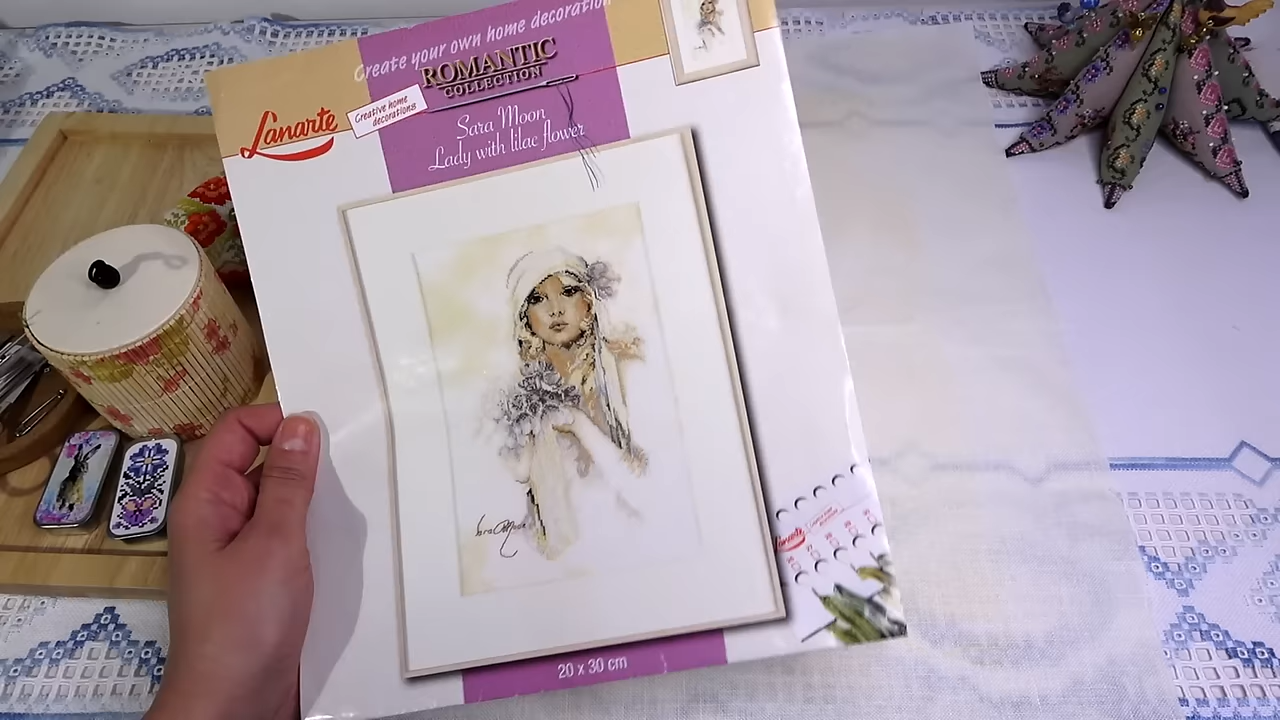 Create your own home decoration
ROMANTIC
COLLECTION
Lanarte
Creative home
decorations
Sara Moon
Lady with lilac flower
20 x 30 cm
Lanarte